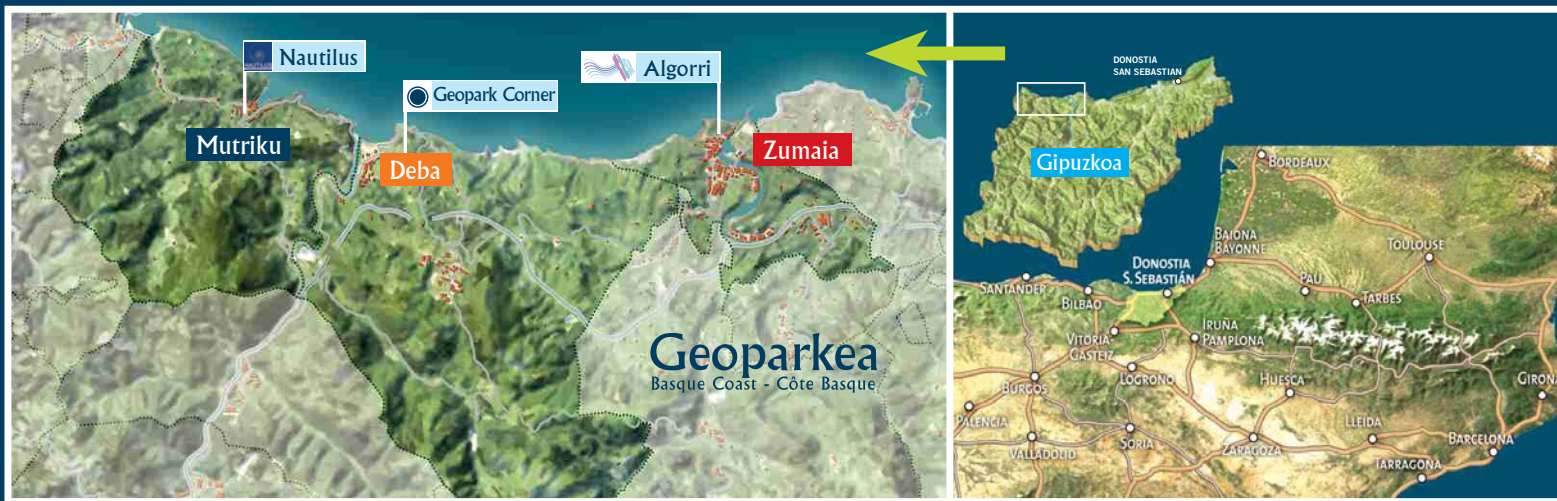 Nautilus
NAUTILUS
Geopark Corner
Algorri
Mutriku
Deba
Zumaia
Geoparkea
Basque Coast - Côte Basque
DONOSTIA
SAN SEBASTIAN
Gipuzkoa
BORDEAUX
BAIONA
BAYONNE
TOULOUSE
DONOSTIA
S. SEBASTIÁN
PAU
TARBES
SANTANDER
BILBAO
VITORIA-
GASTEIZ
IRUÑA
PAMPLONA
BURGOS
LOGROÑO
HUESCA
GIRONA
PALENCIA
LLEIDA
BARCELONA
VALLADOLID
SORIA
ZARAGOZA
TARRAGONA